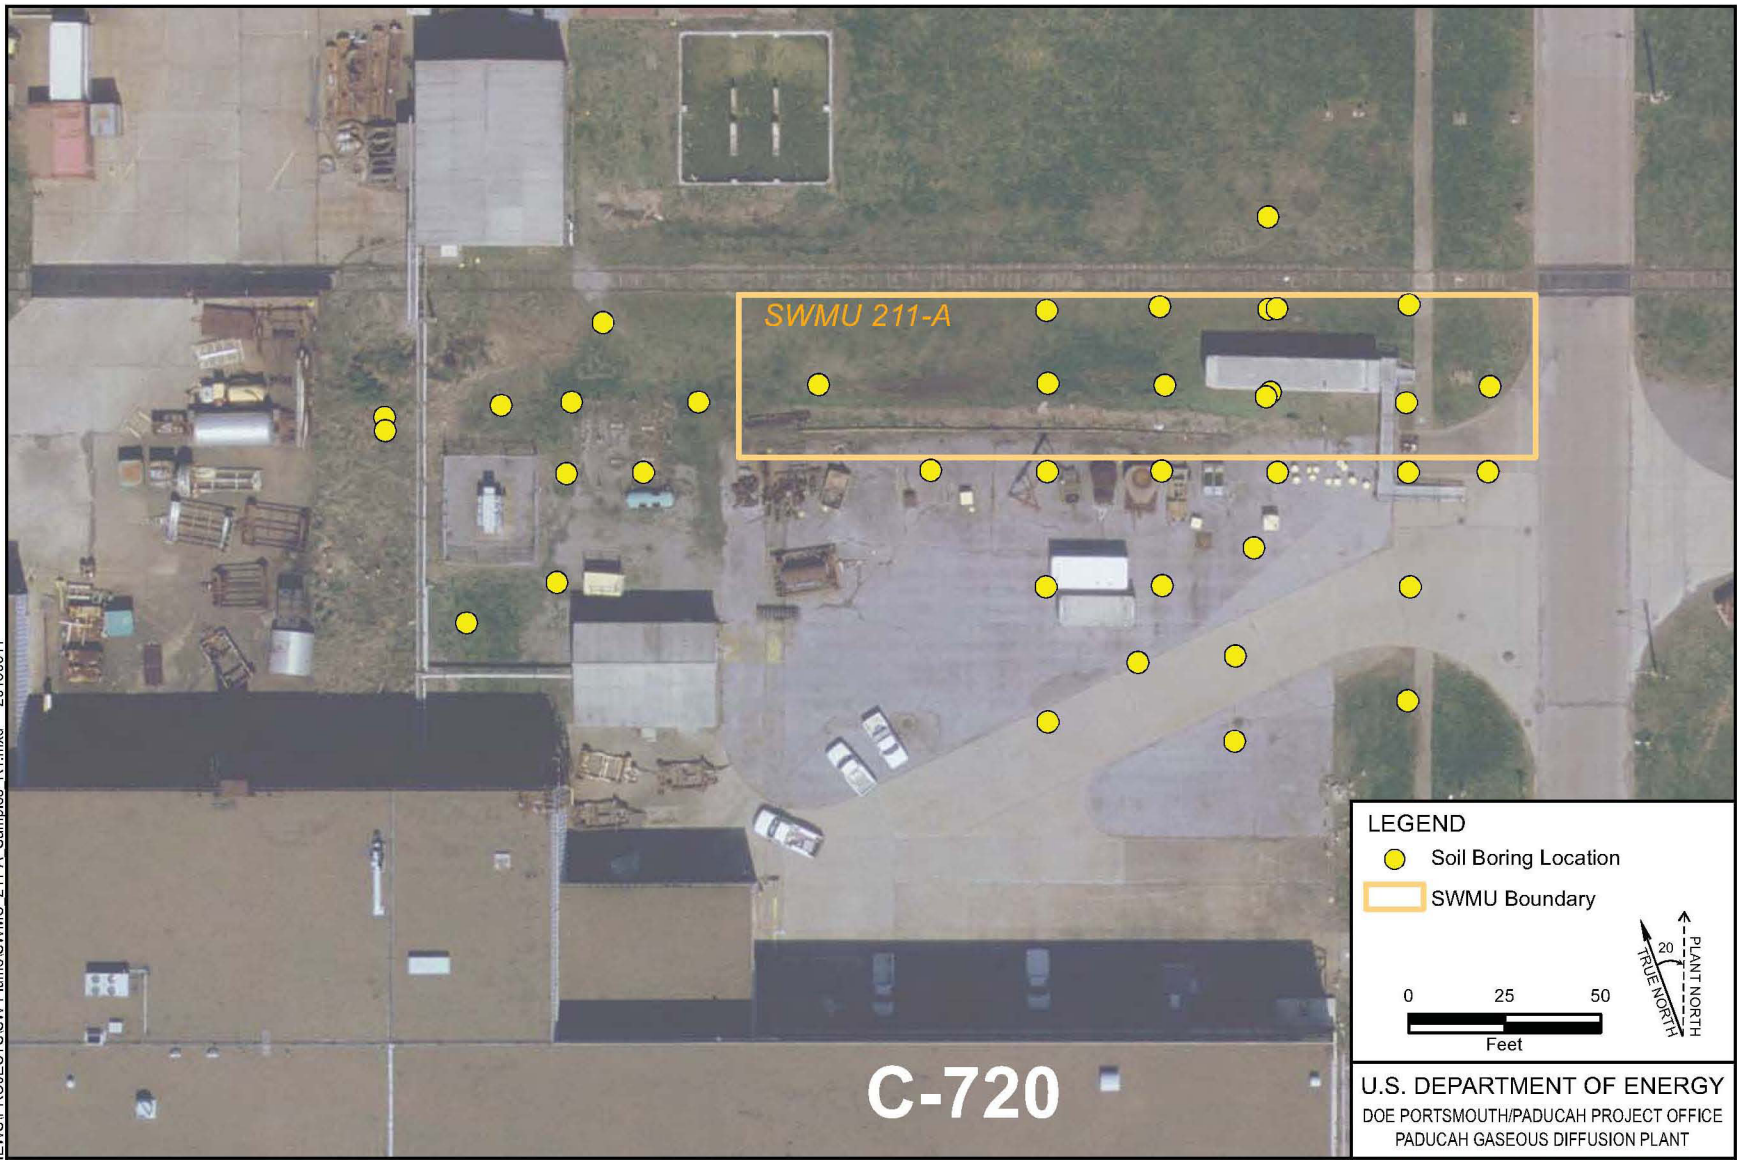 SWMU 211-A
C-720
LEGEND
Soil Boring Location
SWMU Boundary
20
TRUE NORTH
PLANT NORTH
0 25 50
Feet
U.S. DEPARTMENT OF ENERGY
DOE PORTSMOUTH/PADUCAH PROJECT OFFICE
PADUCAH GASEOUS DIFFUSION PLANT